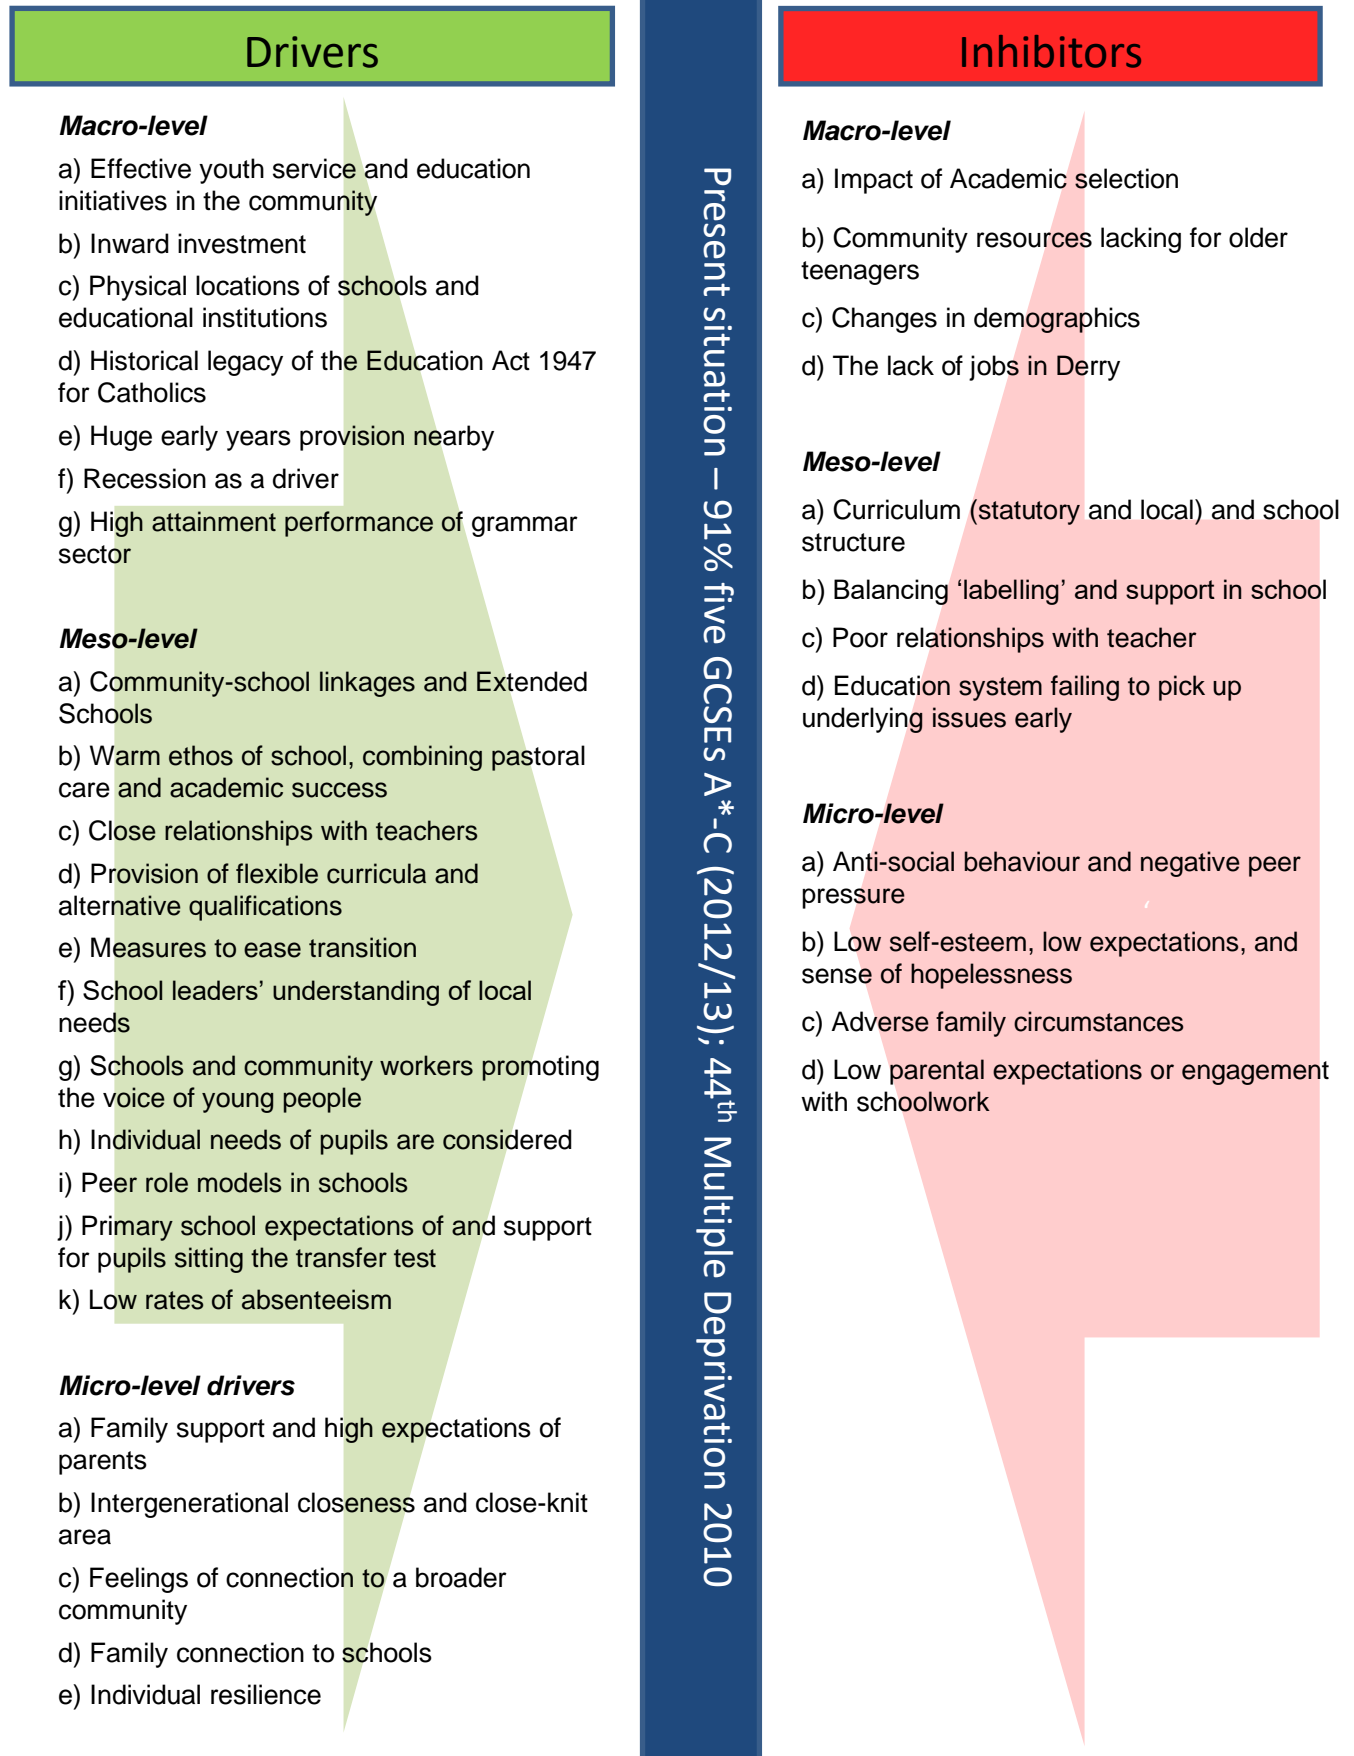 Drivers
Macro-level
a) Effective youth service and education
initiatives in the community
b) Inward investment
c) Physical locations of schools and
educational institutions
d) Historical legacy of the Education Act 1947
for Catholics
e) Huge early years provision nearby
f) Recession as a driver
g) High attainment performance of grammar
sector
Meso-level
a) Community-school linkages and Extended
Schools
b) Warm ethos of school, combining pastoral
care and academic success
c) Close relationships with teachers
d) Provision of flexible curricula and
alternative qualifications
e) Measures to ease transition
f) School leaders’ understanding of local
needs
g) Schools and community workers promoting
the voice of young people
h) Individual needs of pupils are considered
i) Peer role models in schools
j) Primary school expectations of and support
for pupils sitting the transfer test
k) Low rates of absenteeism
Micro-level drivers
a) Family support and high expectations of
parents
b) Intergenerational closeness and close-knit
area
c) Feelings of connection to a broader
community
d) Family connection to schools
e) Individual resilience
Present situation – 91% five GCSEs A*-C (2012/13); 44th Multiple Deprivation 2010
Inhibitors
Macro-level
a) Impact of Academic selection
b) Community resources lacking for older
teenagers
c) Changes in demographics
d) The lack of jobs in Derry
Meso-level
a) Curriculum (statutory and local) and school
structure
b) Balancing ‘labelling’ and support in school
c) Poor relationships with teacher
d) Education system failing to pick up
underlying issues early
Micro-level
a) Anti-social behaviour and negative peer
pressure
‘
b) Low self-esteem, low expectations, and
sense of hopelessness
c) Adverse family circumstances
d) Low parental expectations or engagement
with schoolwork